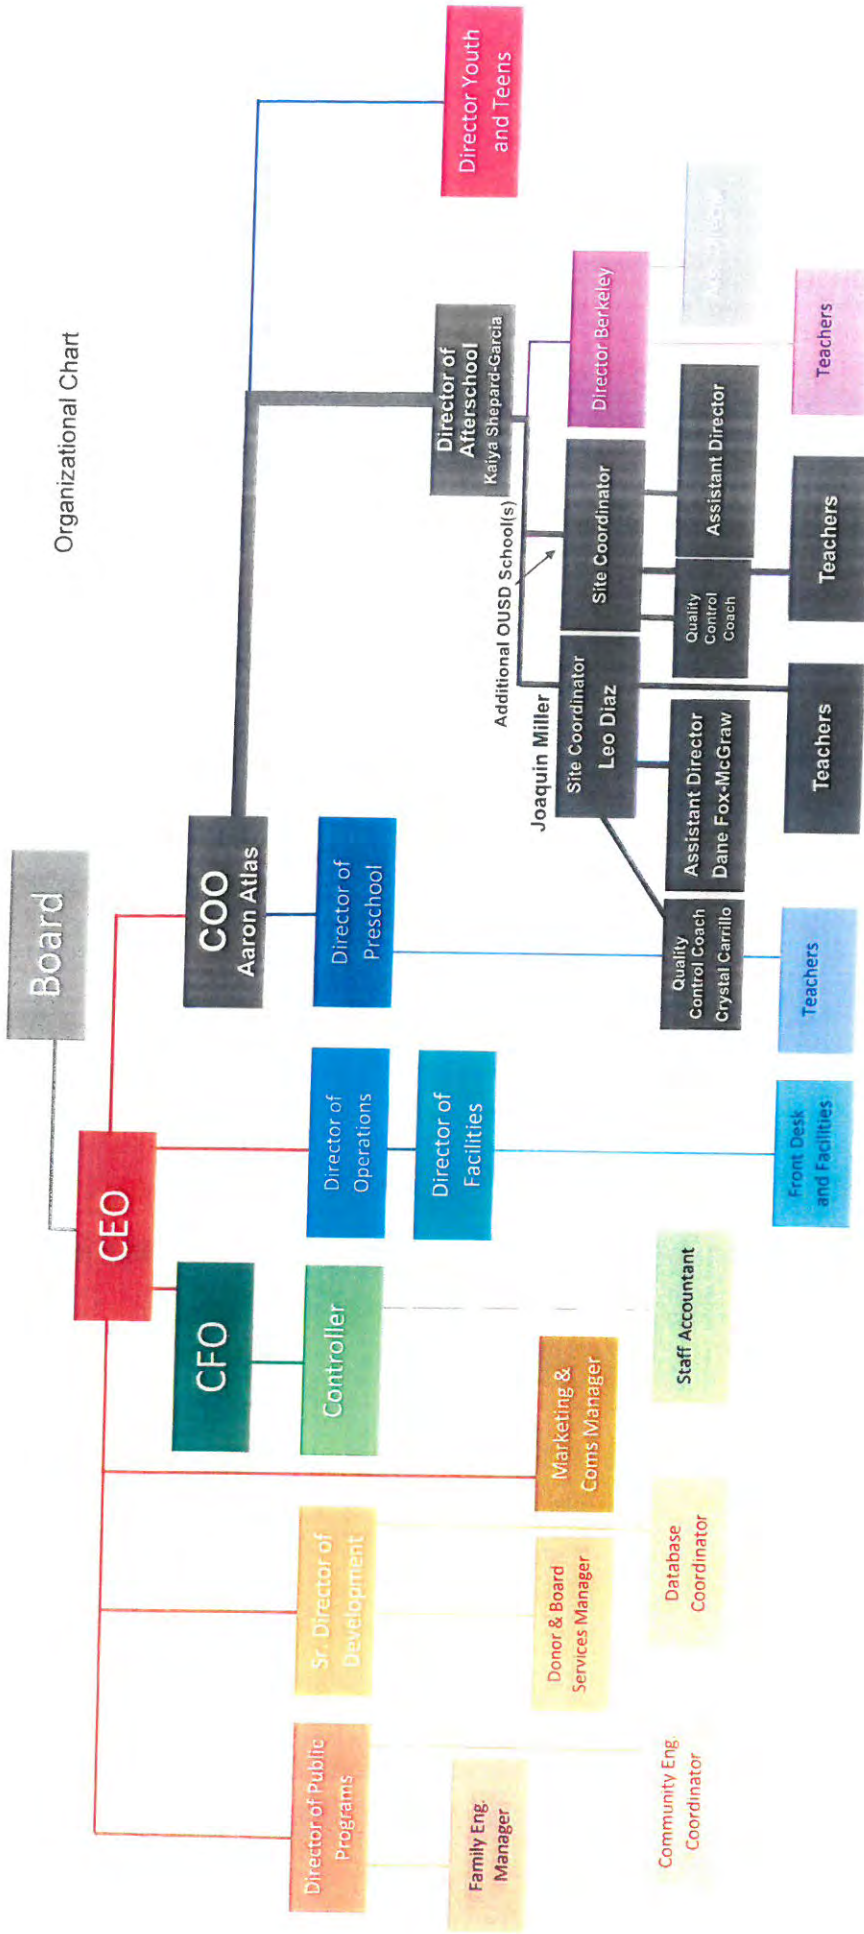 Organizational Chart
Board
CEO
CFO
COO
Aaron Atlas
Director of Public
Programs
Sr. Director of
Development
Controller
Director of
Operations
Director of
Preschool
Director of
Facilities
Director of
Afterschool
Kaiya Shepard-Garcia
Director Youth
and Teens
Family Eng.
Manager
Donor & Board
Services Manager
Marketing &
Coms Manager
Additional OUSD School(s)
Joaquin Miller
Site Coordinator
Leo Diaz
Site Coordinator
Director Berkeley
Community Eng.
Coordinator
Database
Coordinator
Staff Accountant
Quality
Control Coach
Crystal Carrillo
Assistant Director
Dane Fox-McGraw
Quality
Control
Coach
Assistant Director
Front Desk
and Facilities
Teachers
Teachers
Teachers
Teachers